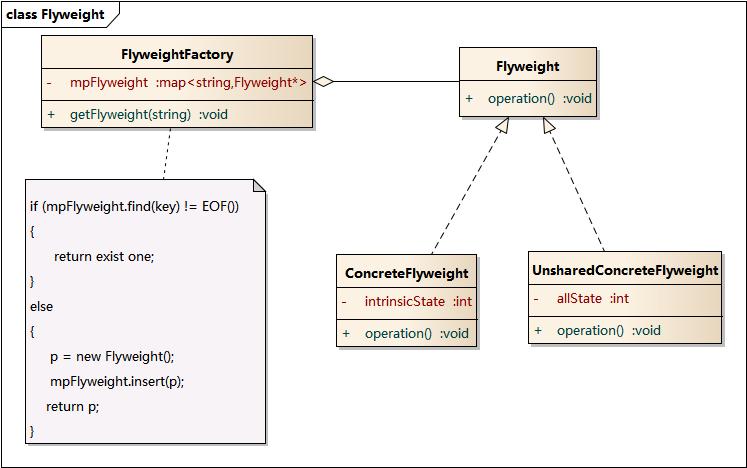 class Flyweight
FlyweightFactory
- mpFlyweight :map<string,Flyweight*>
+ getFlyweight(string) :void
Flyweight
+ operation() :void
if (mpFlyweight.find(key) != EOF())
{
return exist one;
}
else
{
p = new Flyweight();
mpFlyweight.insert(p);
return p;
}
ConcreteFlyweight
- intrinsicState :int
+ operation() :void
UnsharedConcreteFlyweight
- allState :int
+ operation() :void